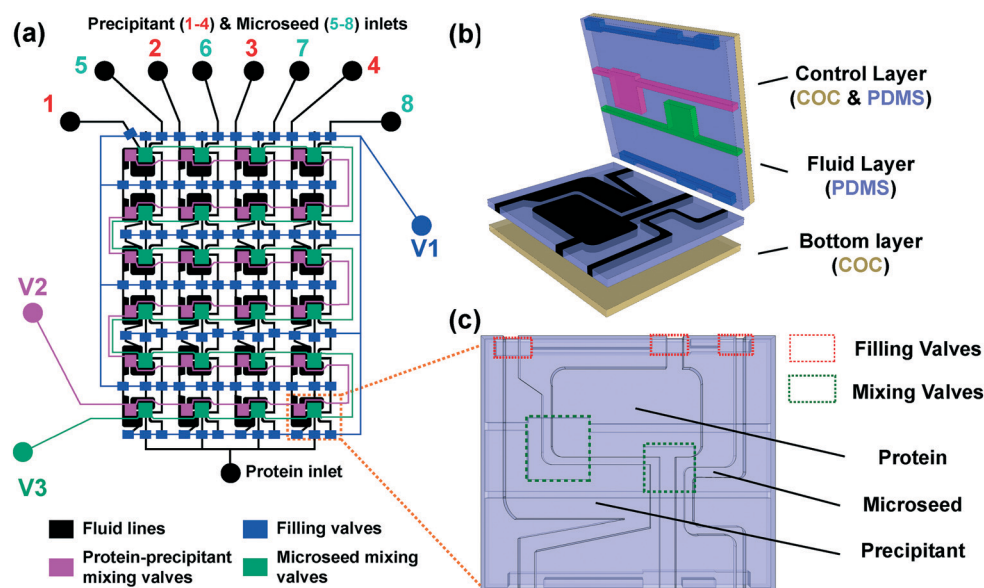 (a)
Precipitant (1-4) & Microseed (5-8) inlets
5 2 6 3 7 4
1 8
V1
V2
V3
Protein inlet
Fluid lines
Filling valves
Protein-precipitant
mixing valves
Microseed mixing
valves
(b)
Control Layer
(COC & PDMS)
Fluid Layer
(PDMS)
Bottom layer
(COC)
(c)
Filling Valves
Mixing Valves
Protein
Microseed
Precipitant